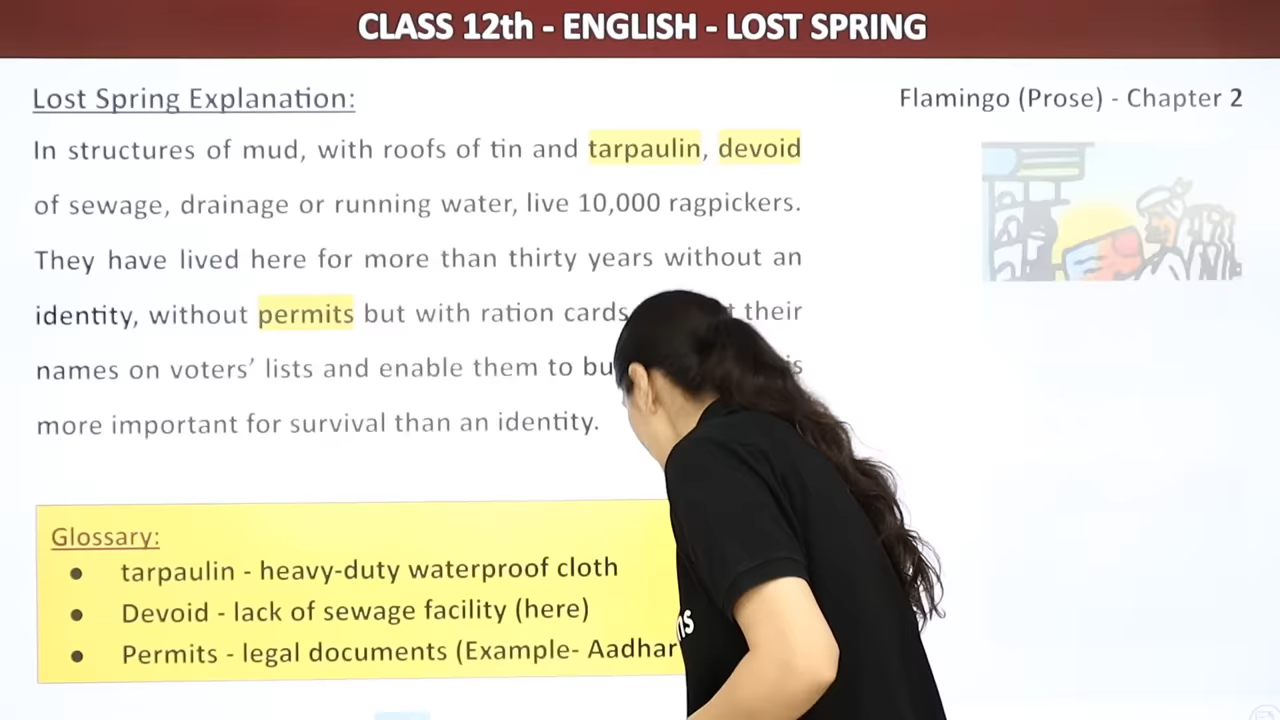 CLASS 12th - ENGLISH - LOST SPRING
Lost Spring Explanation:
Flamingo (Prose) - Chapter 2
In structures of mud, with roofs of tin and tarpaulin, devoid
of sewage, drainage or running water, live 10,000 ragpickers.
They have lived here for more than thirty years without an
identity, without permits but with ration cards their
names on voters' lists and enable them to
more important for survival than an identity.
Glossary:
● tarpaulin - heavy-duty waterproof cloth
● Devoid - lack of sewage facility (here)
● Permits - legal documents (Example- Aadhar